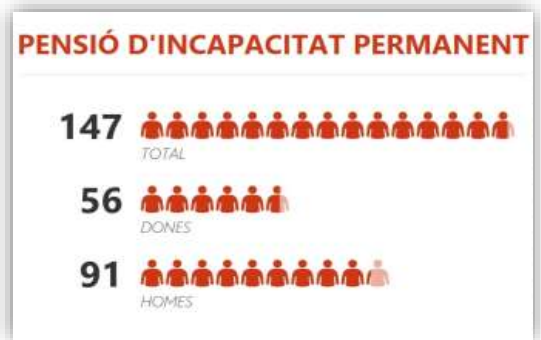 PENSIÓ D'INCAPACITAT PERMANENT
147
TOTAL
56
DONES
91
HOMES